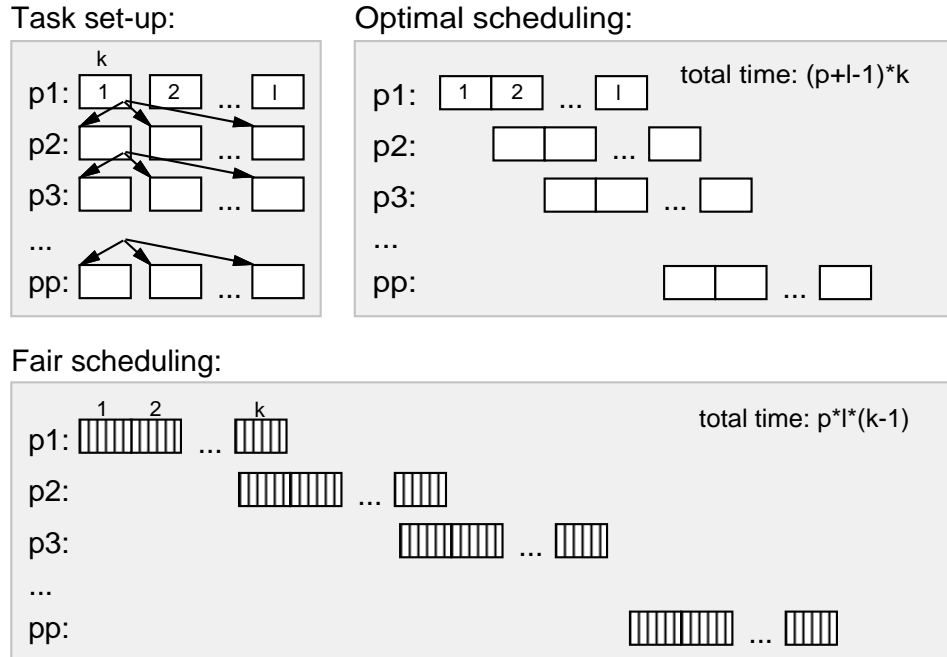 Task set-up:
k
p1: 1 2 ... l
p2:
p3: ...
...
pp: ...
Optimal scheduling:
total time: (p+l-1)*k
p1: 1 2 ... l
p2: ...
p3: ...
...
pp: ...
Fair scheduling:
1 2 k
total time: p*l*(k-1)
p1: ...
p2: ...
p3: ...
...
pp: ...